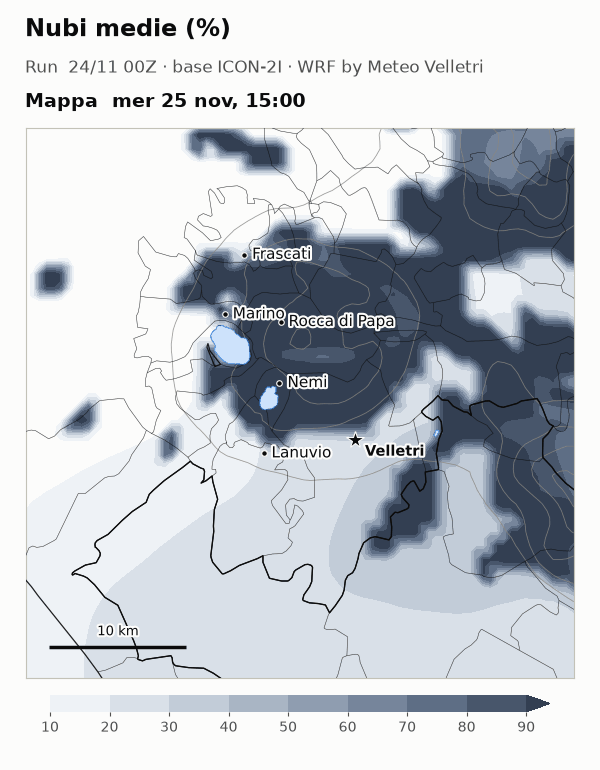 Nubi medie (%)
Run 24/11 00Z · base ICON-2I · WRF by Meteo Velletri
Mappa mer 25 nov, 15:00
Frascati
Marino
Rocca di Papa
Nemi
Velletri
Lanuvio
10 km
10 20 30 40 50 60 70 80 90